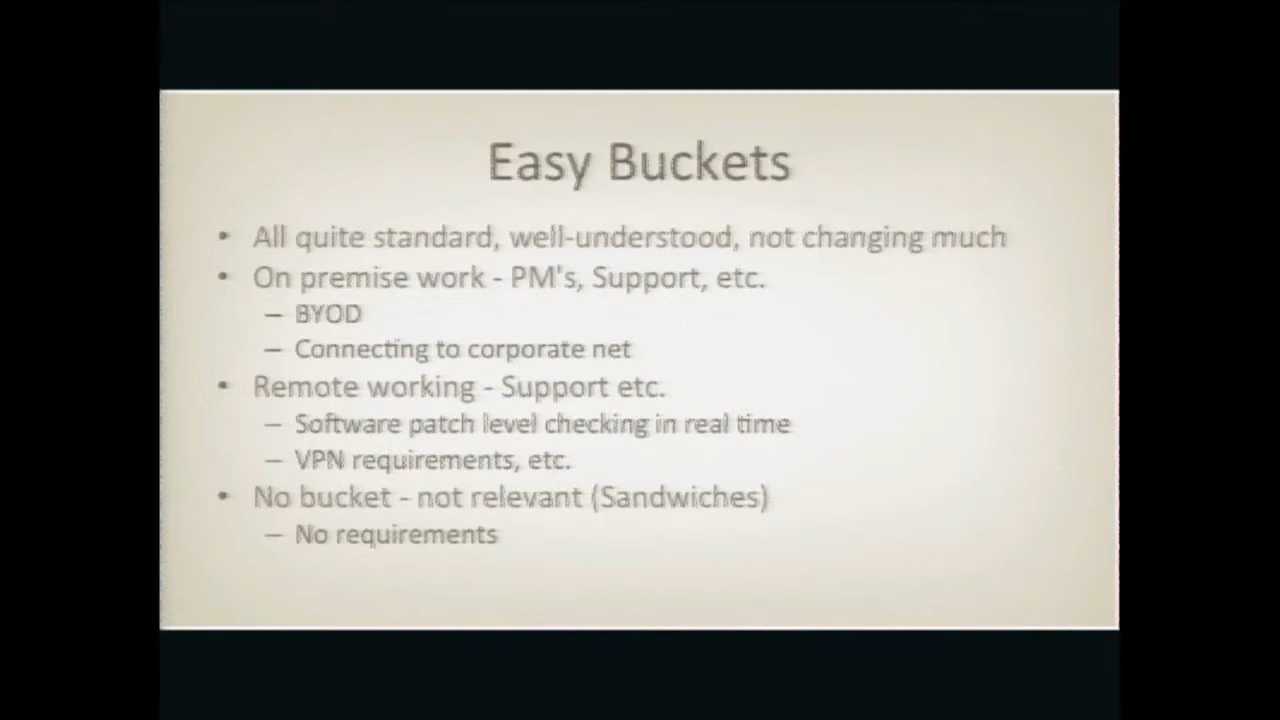 Easy Buckets
• All quite standard, well-understood, not changing much
• On premise work - PM's, Support, etc.
– BYOD
– Connecting to corporate net
• Remote working - Support etc.
– Software patch level checking in real time
– VPN requirements, etc.
• No bucket - not relevant (Sandwiches)
– No requirements